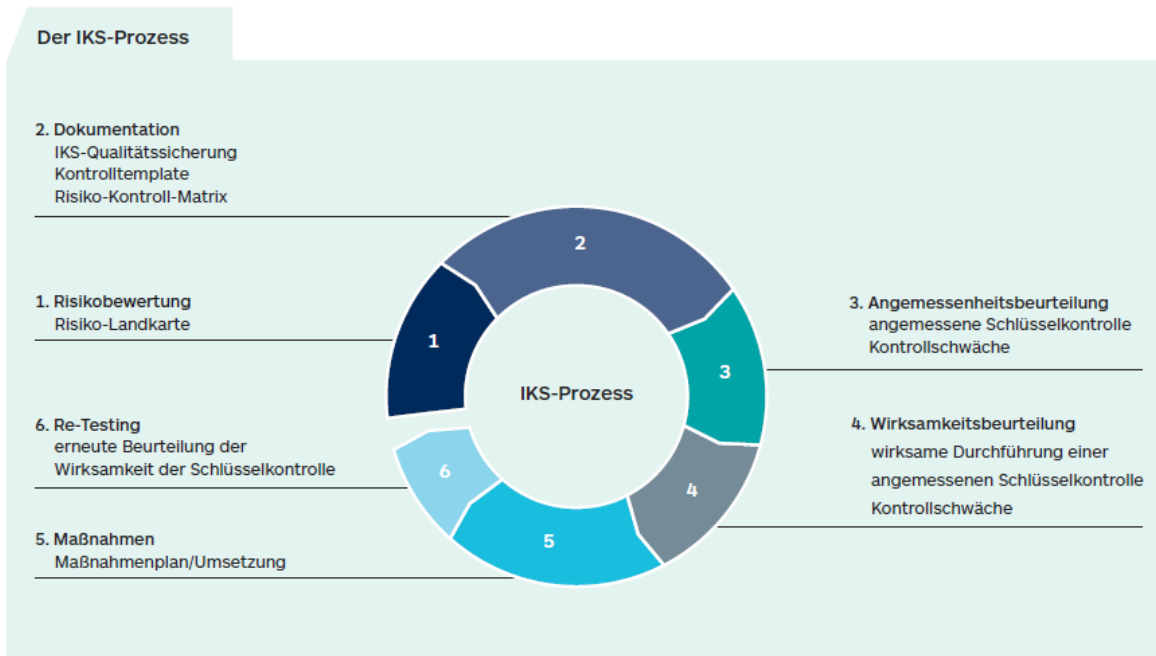 Der IKS-Prozess
2. Dokumentation
IKS-Qualitätssicherung
Kontrolltemplate
Risiko-Kontroll-Matrix
1. Risikobewertung
Risiko-Landkarte
6. Re-Testing
erneute Beurteilung der
Wirksamkeit der Schlüsselkontrolle
5. Maßnahmen
Maßnahmenplan/Umsetzung
2
1
3
IKS-Prozess
6
4
5
3. Angemessenheitsbeurteilung
angemessene Schlüsselkontrolle
Kontrollschwäche
4. Wirksamkeitsbeurteilung
wirksame Durchführung einer
angemessenen Schlüsselkontrolle
Kontrollschwäche